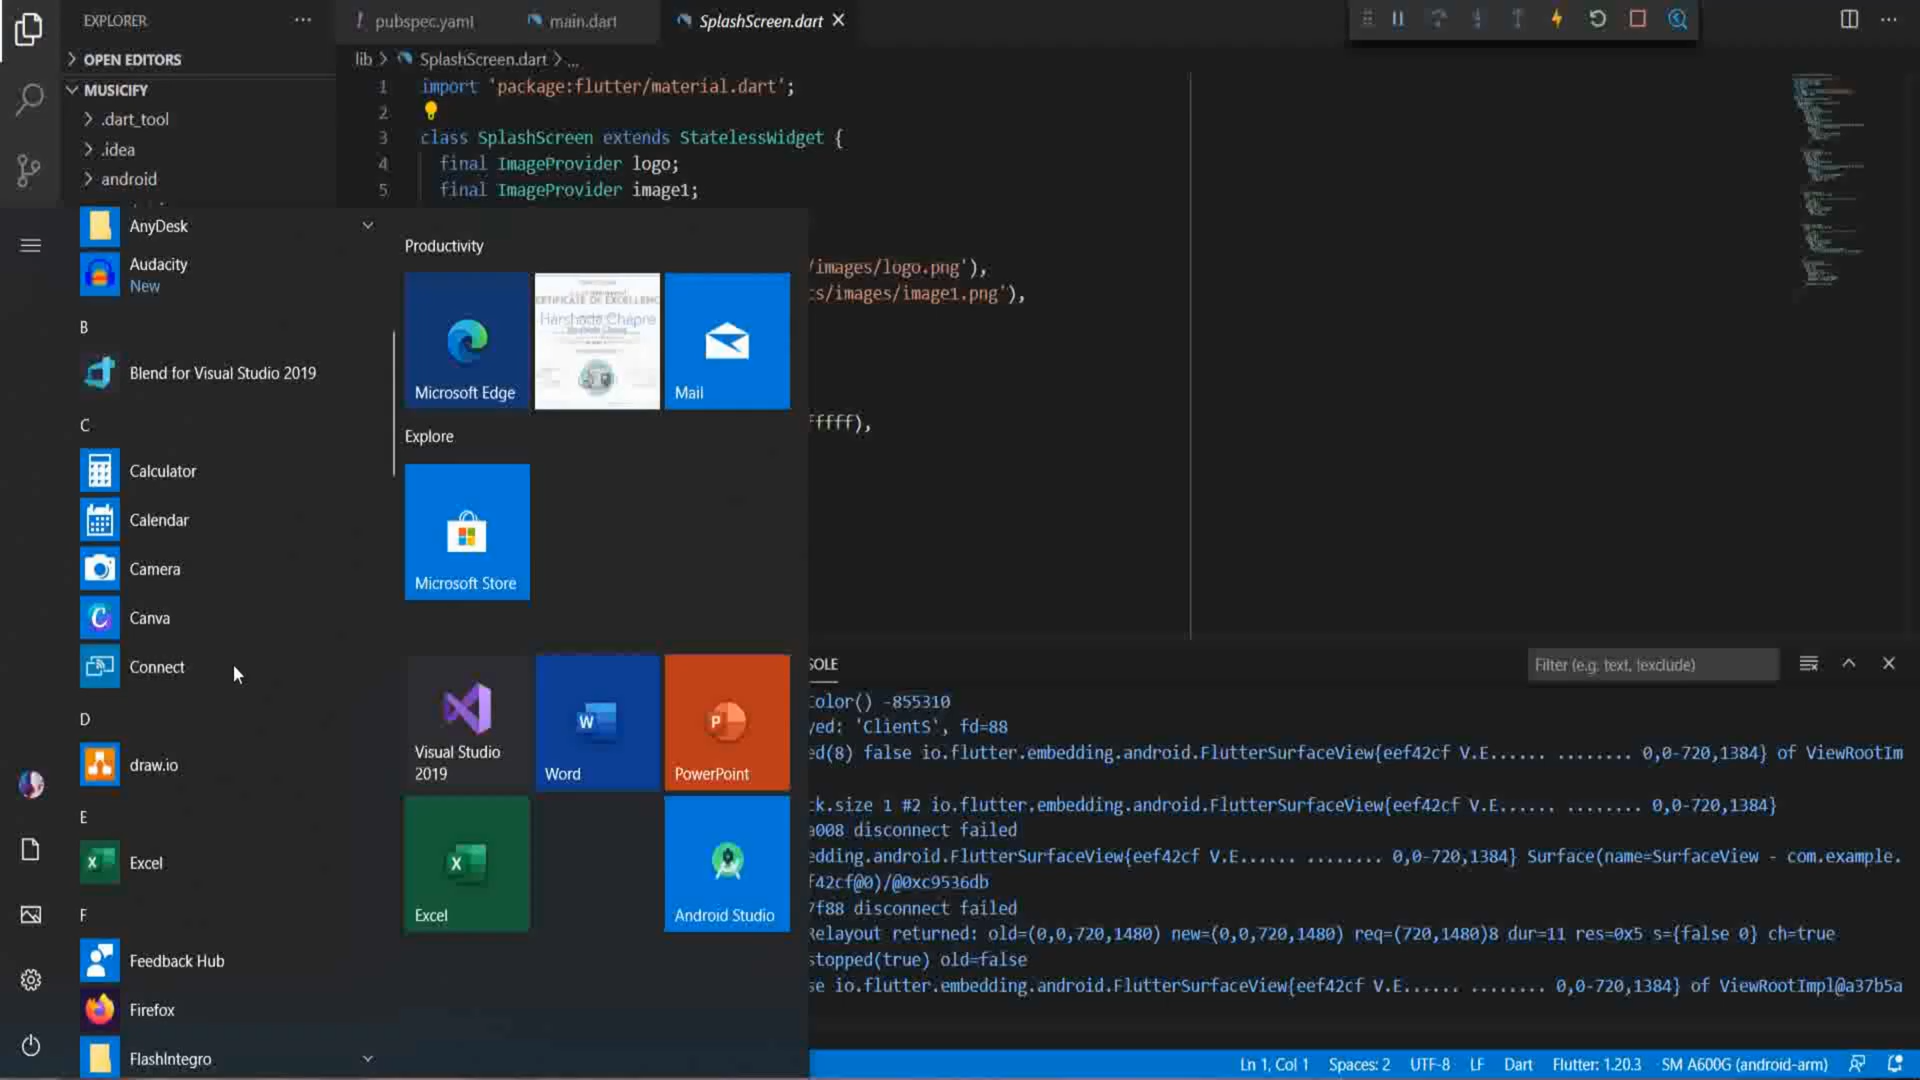 EXPLORER
pubspec.yaml
main.dart
SplashScreen.dart
OPEN EDITORS
lib > SplashScreen.dart > ...
MUSICIFY
.dart_tool
.idea
android
1 import 'package:flutter/material.dart';
2
3 class SplashScreen extends StatelessWidget {
4 final ImageProvider logo;
5 final ImageProvider image1;
/images/logo.png'),
s/images/image1.png'),
fffff),
AnyDesk
Audacity
New
B
Blend for Visual Studio 2019
C
Calculator
Calendar
Camera
Canva
Connect
D
draw.io
E
Excel
F
Feedback Hub
Firefox
FlashIntegro
Productivity
Microsoft Edge
CERTIFICATE OF EXCELLENC
Mail
Explore
Microsoft Store
Visual Studio
2019
Word
PowerPoint
Excel
Android Studio
SOLE
Filter (e.g. text, !exclude)
Color() -855310
ved: 'ClientS', fd=88
ed(8) false io.flutter.embedding.android.FlutterSurfaceView{eef42cf V.E...... ........ 0,0-720,1384} of ViewRootIm
ck.size 1 #2 io.flutter.embedding.android.FlutterSurfaceView{eef42cf V.E...... ........ 0,0-720,1384}
a008 disconnect failed
edding.android.FlutterSurfaceView{eef42cf V.E...... ........ 0,0-720,1384} Surface(name=SurfaceView - com.example.
f42cf@0)/@0xc9536db
7f88 disconnect failed
Relayout returned: old=(0,0,720,1480) new=(0,0,720,1480) req=(720,1480)8 dur=11 res=0x5 s={false 0} ch=true
stopped(true) old=false
se io.flutter.embedding.android.FlutterSurfaceView{eef42cf V.E...... ........ 0,0-720,1384} of ViewRootImpl@a37b5a
Ln 1, Col 1 Spaces: 2 UTF-8 LF Dart Flutter: 1.20.3 SM A600G (android-arm)